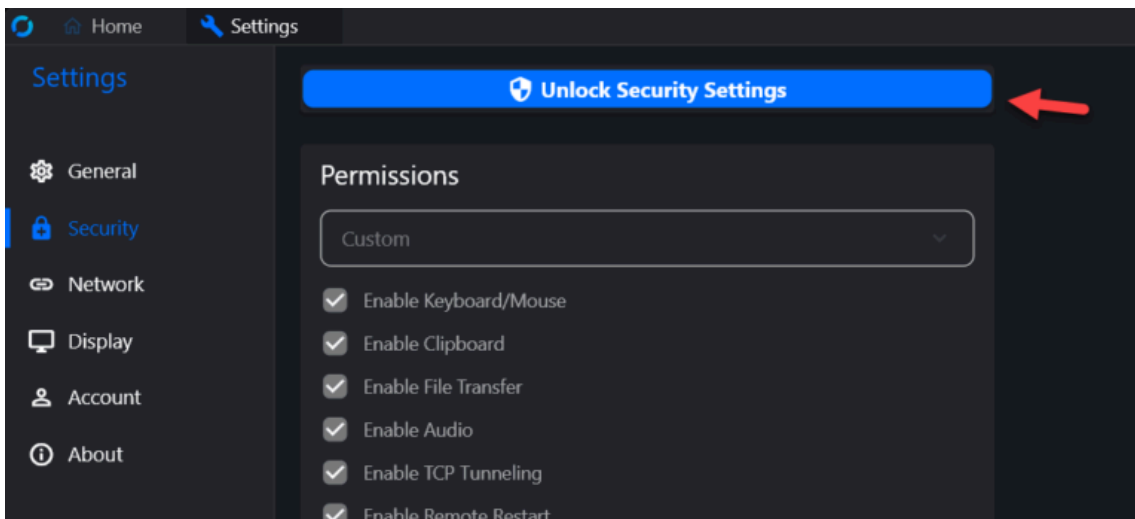 Home
Settings
Settings
Unlock Security Settings
General
Security
Network
Display
Account
About
Permissions
Custom
Enable Keyboard/Mouse
Enable Clipboard
Enable File Transfer
Enable Audio
Enable TCP Tunneling
Enable Remote Restart